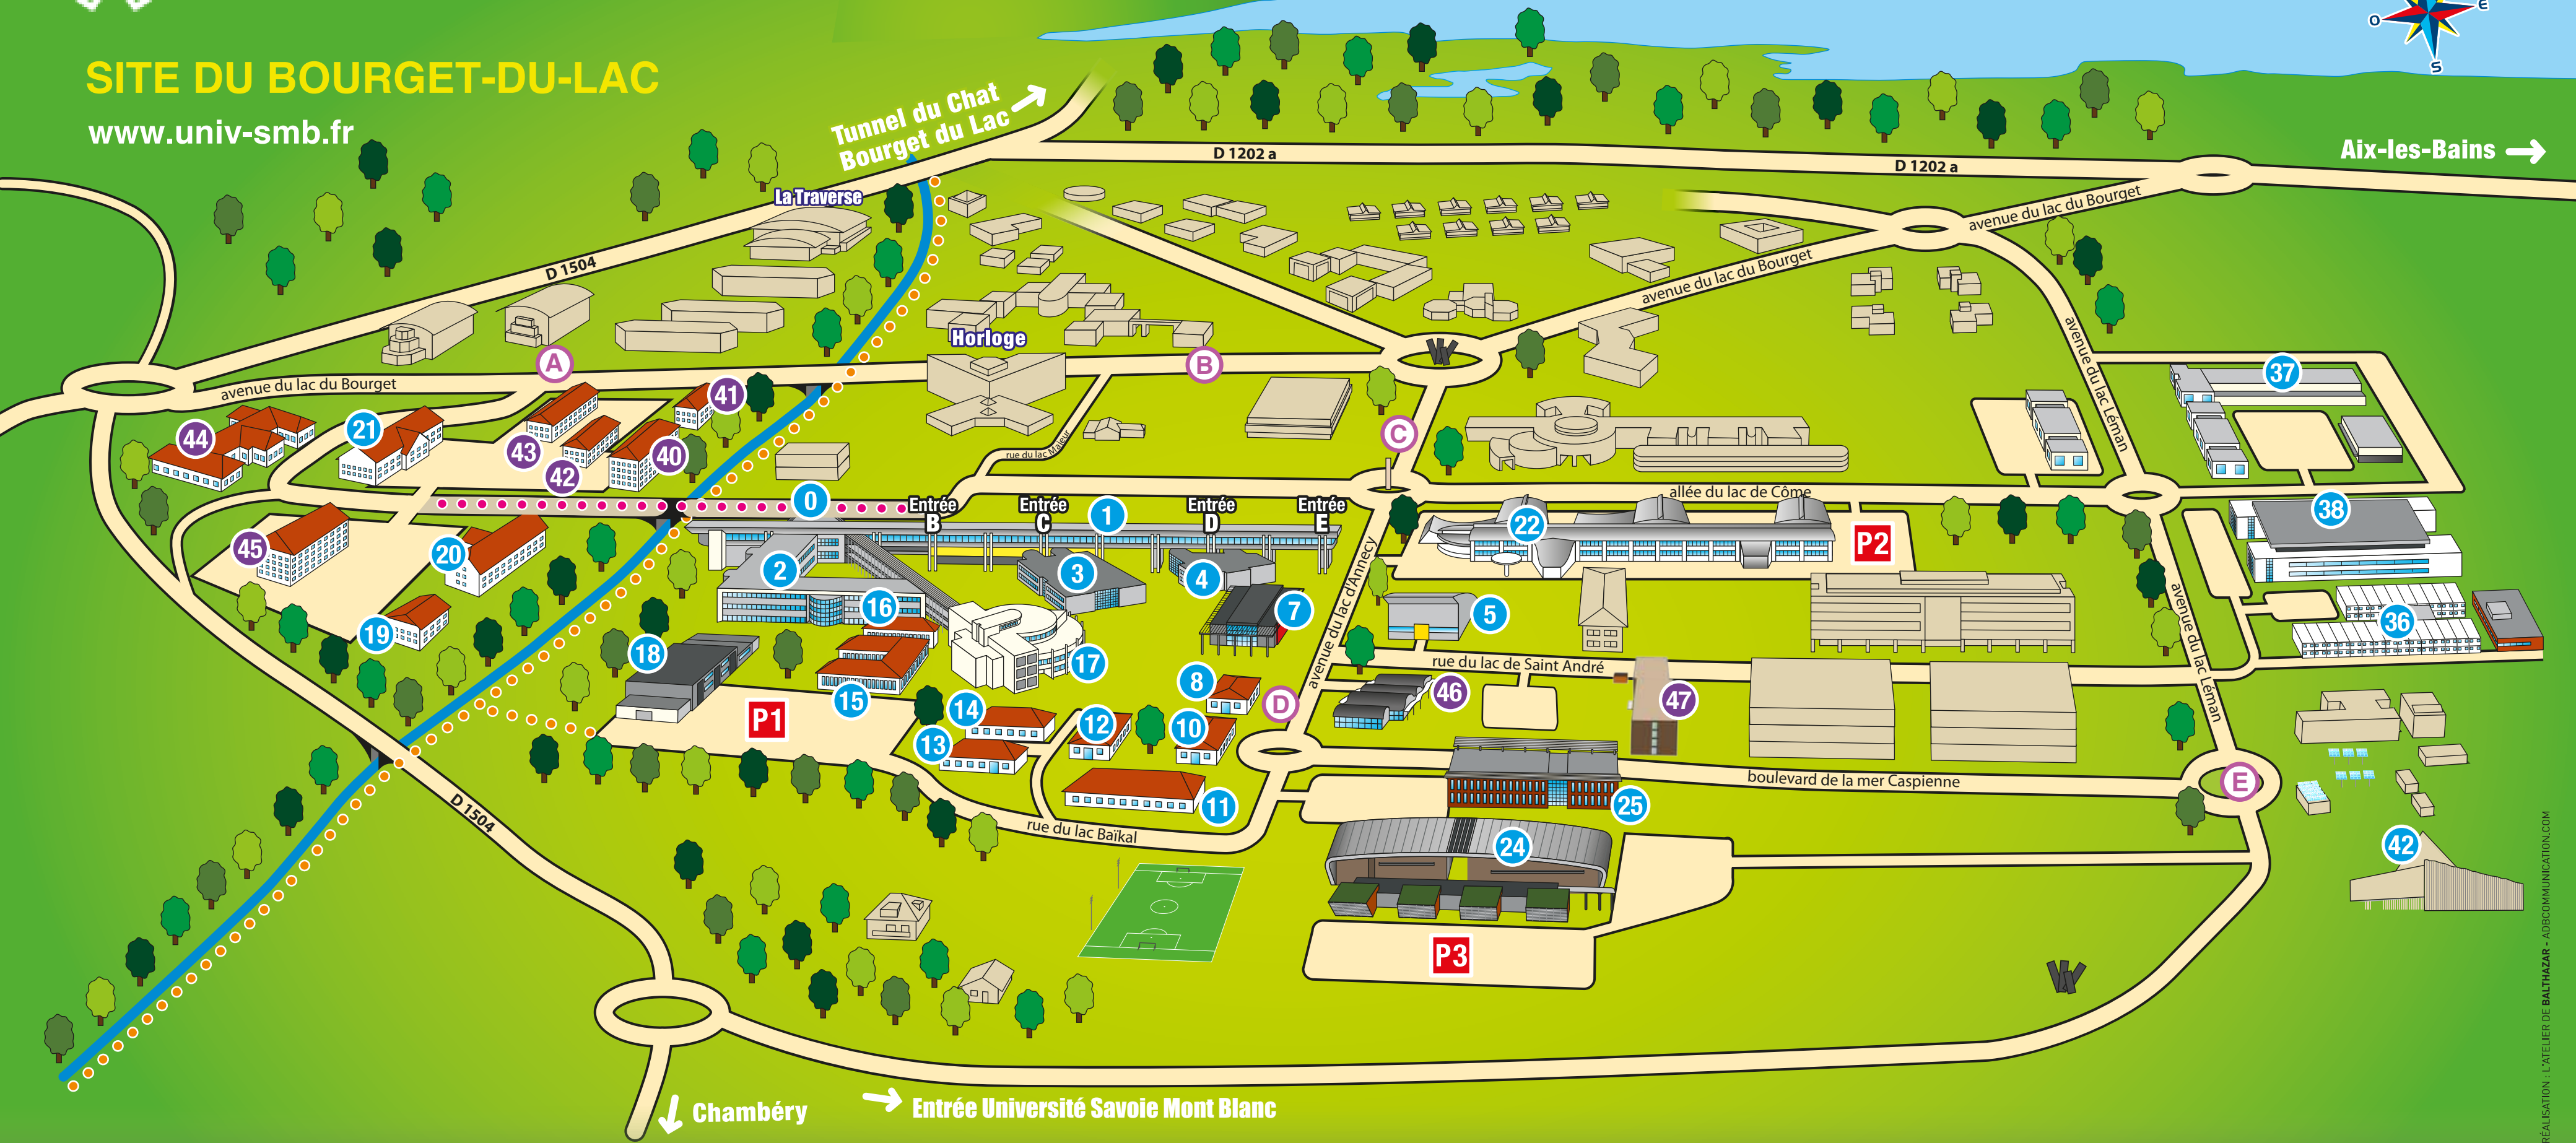 SITE DU BOURGET-DU-LAC
www.univ-smb.fr
O
E
S
Tunnel du Chat
Bourget du Lac
D 1202 a
D 1202 a
Aix-les-Bains
La Traverse
D 1504
avenue du lac du Bourget
avenue du lac du Bourget
avenue du lac du Bourget
avenue du lac Léman
Horloge
A
B
C
37
41
44
21
43
42
40
rue du lac Majeur
allée du lac de Côme
0
Entrée
B
Entrée
C
1
Entrée
D
Entrée
E
22
P2
38
45
20
2
3
4
16
7
5
36
19
18
17
avenue du lac d'Annecy
rue du lac de Saint André
avenue du lac Léman
8
46
47
15
P1
14
13
12
10
D
11
boulevard de la mer Caspienne
E
25
24
42
D 1504
rue du lac Baïkal
P3
Chambéry
Entrée Université Savoie Mont Blanc
RÉALISATION : L'ATELIER DE BALTHAZAR - ADBCOMMUNICATION.COM